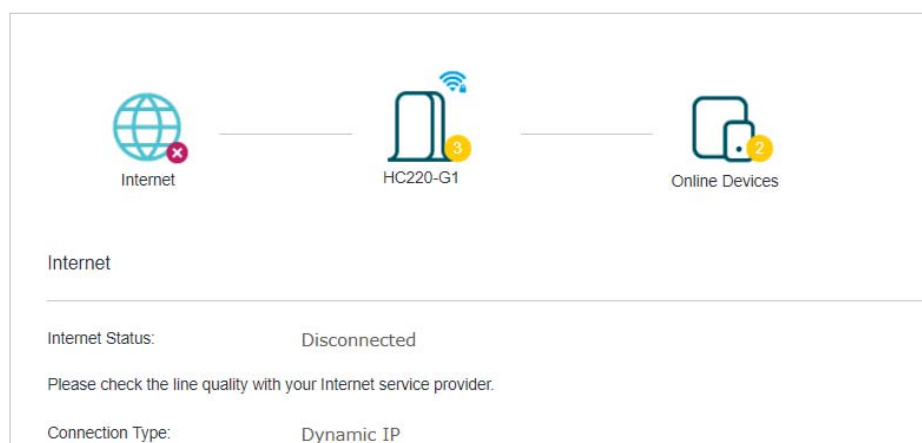 3
2
Internet
HC220-G1
Online Devices
Internet
Internet Status: Disconnected
Please check the line quality with your Internet service provider.
Connection Type: Dynamic IP